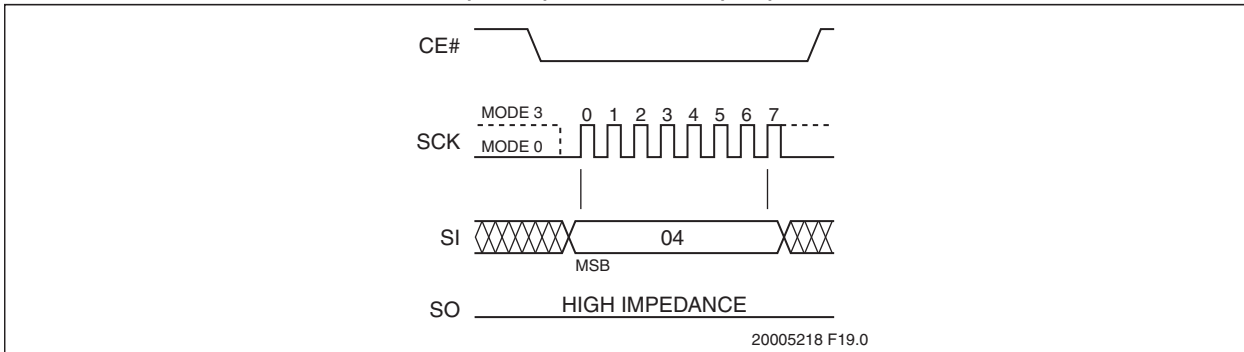 CE#
MODE 3 0 1 2 3 4 5 6 7
SCK MODE 0
SI 04
MSB
SO HIGH IMPEDANCE
20005218 F19.0